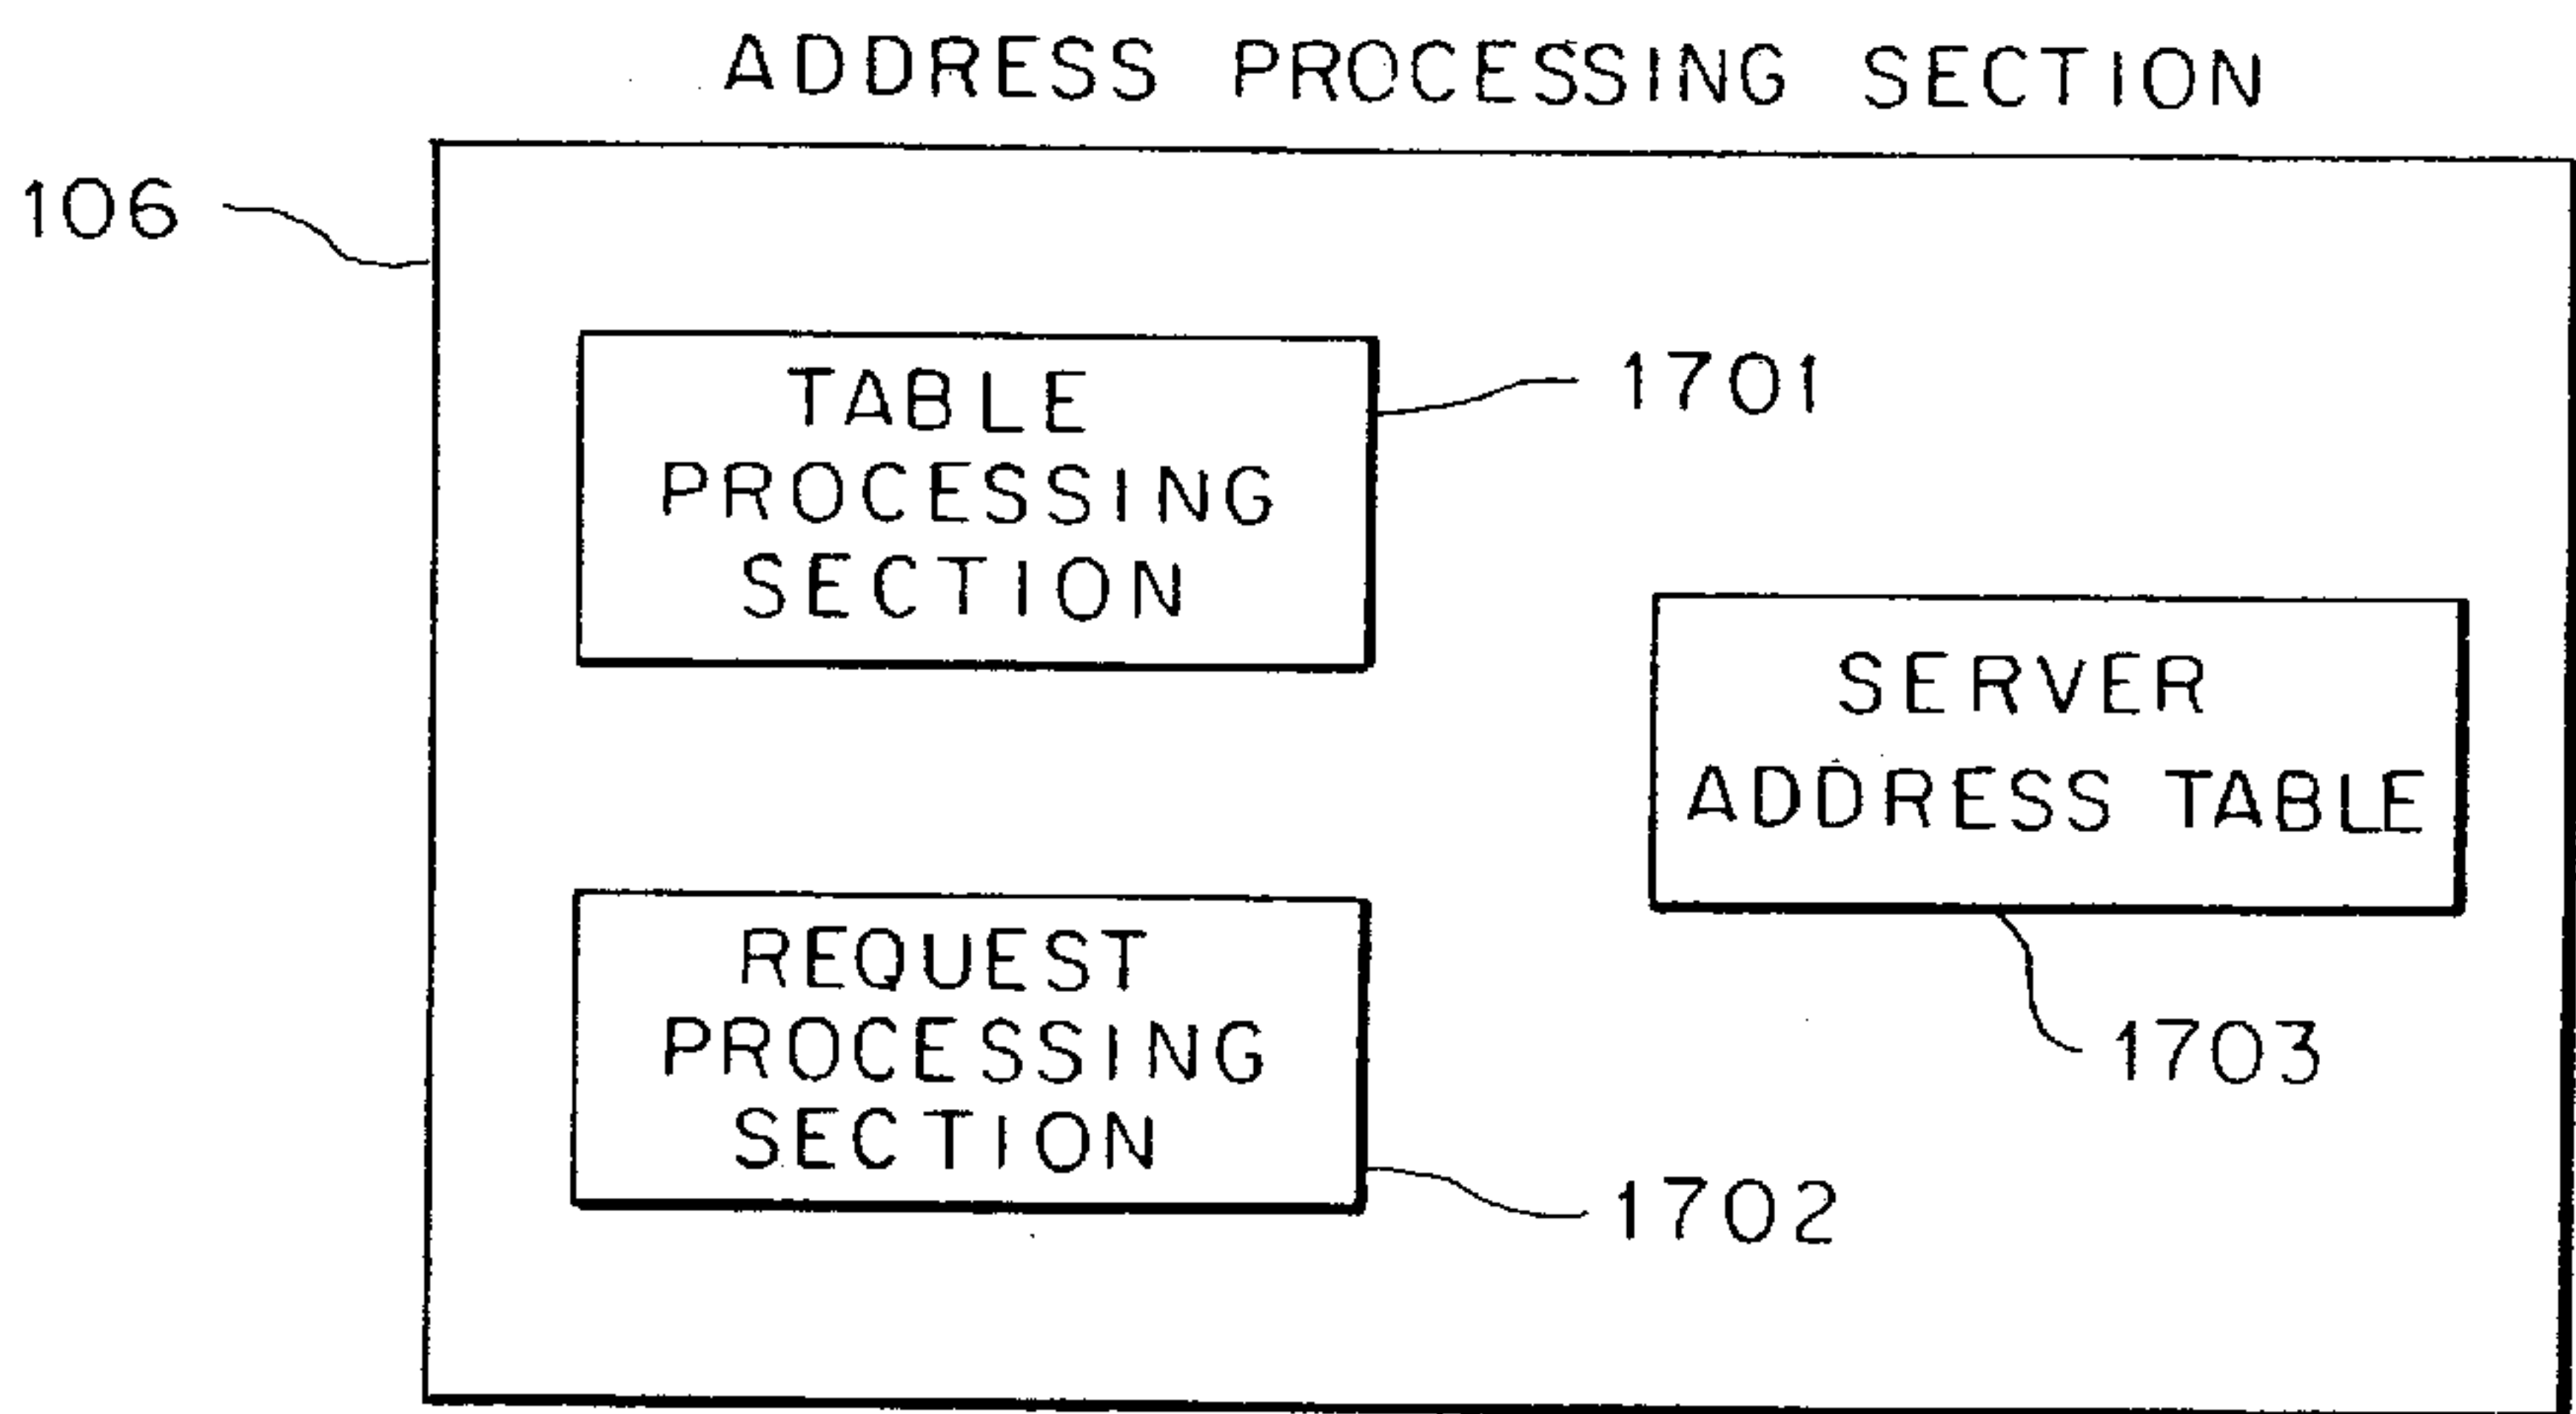 ADDRESS PROCESSING SECTION
106
TABLE
PROCESSING
SECTION
1701
SERVER
ADDRESS TABLE
1703
REQUEST
PROCESSING
SECTION
1702